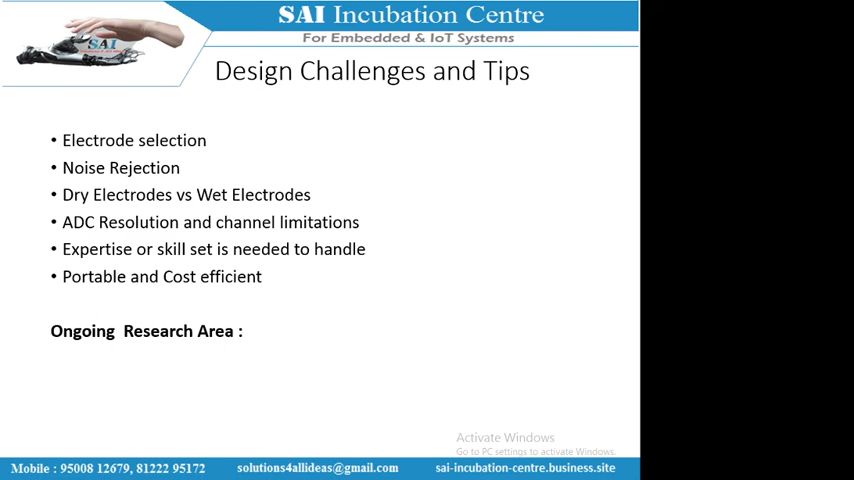 SAI Incubation Centre
For Embedded & IoT Systems
SAI
Design Challenges and Tips
• Electrode selection
• Noise Rejection
• Dry Electrodes vs Wet Electrodes
• ADC Resolution and channel limitations
• Expertise or skill set is needed to handle
• Portable and Cost efficient
Ongoing Research Area :
Activate Windows
Go to PC settings to activate Windows.
Mobile : 95008 12679, 81222 95172 solutions4allideas@gmail.com sai-incubation-centre.business.site